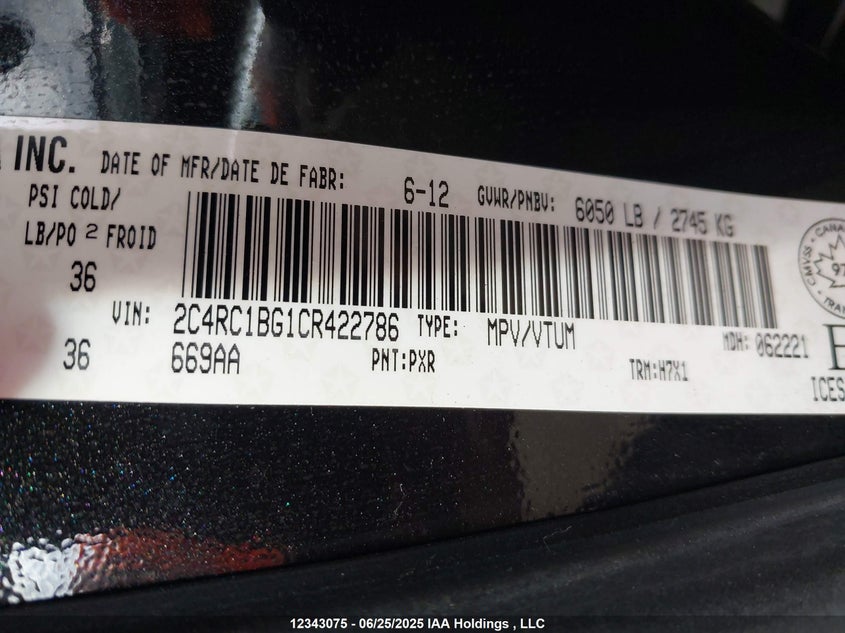 INC. DATE OF MFR/DATE DE FABR: 6-12 GVWR/PNBV: 6050 LB / 2745 KG
PSI COLD/
LB/PO 2 FROID
36
VIN: 2C4RC1BG1CR422786 TYPE: MPV/VTUM MDH: 062221
36 669AA PNT:PXR TRM:H7X1
CMVSS
97
ICES
12343075 - 06/25/2025 IAA Holdings , LLC